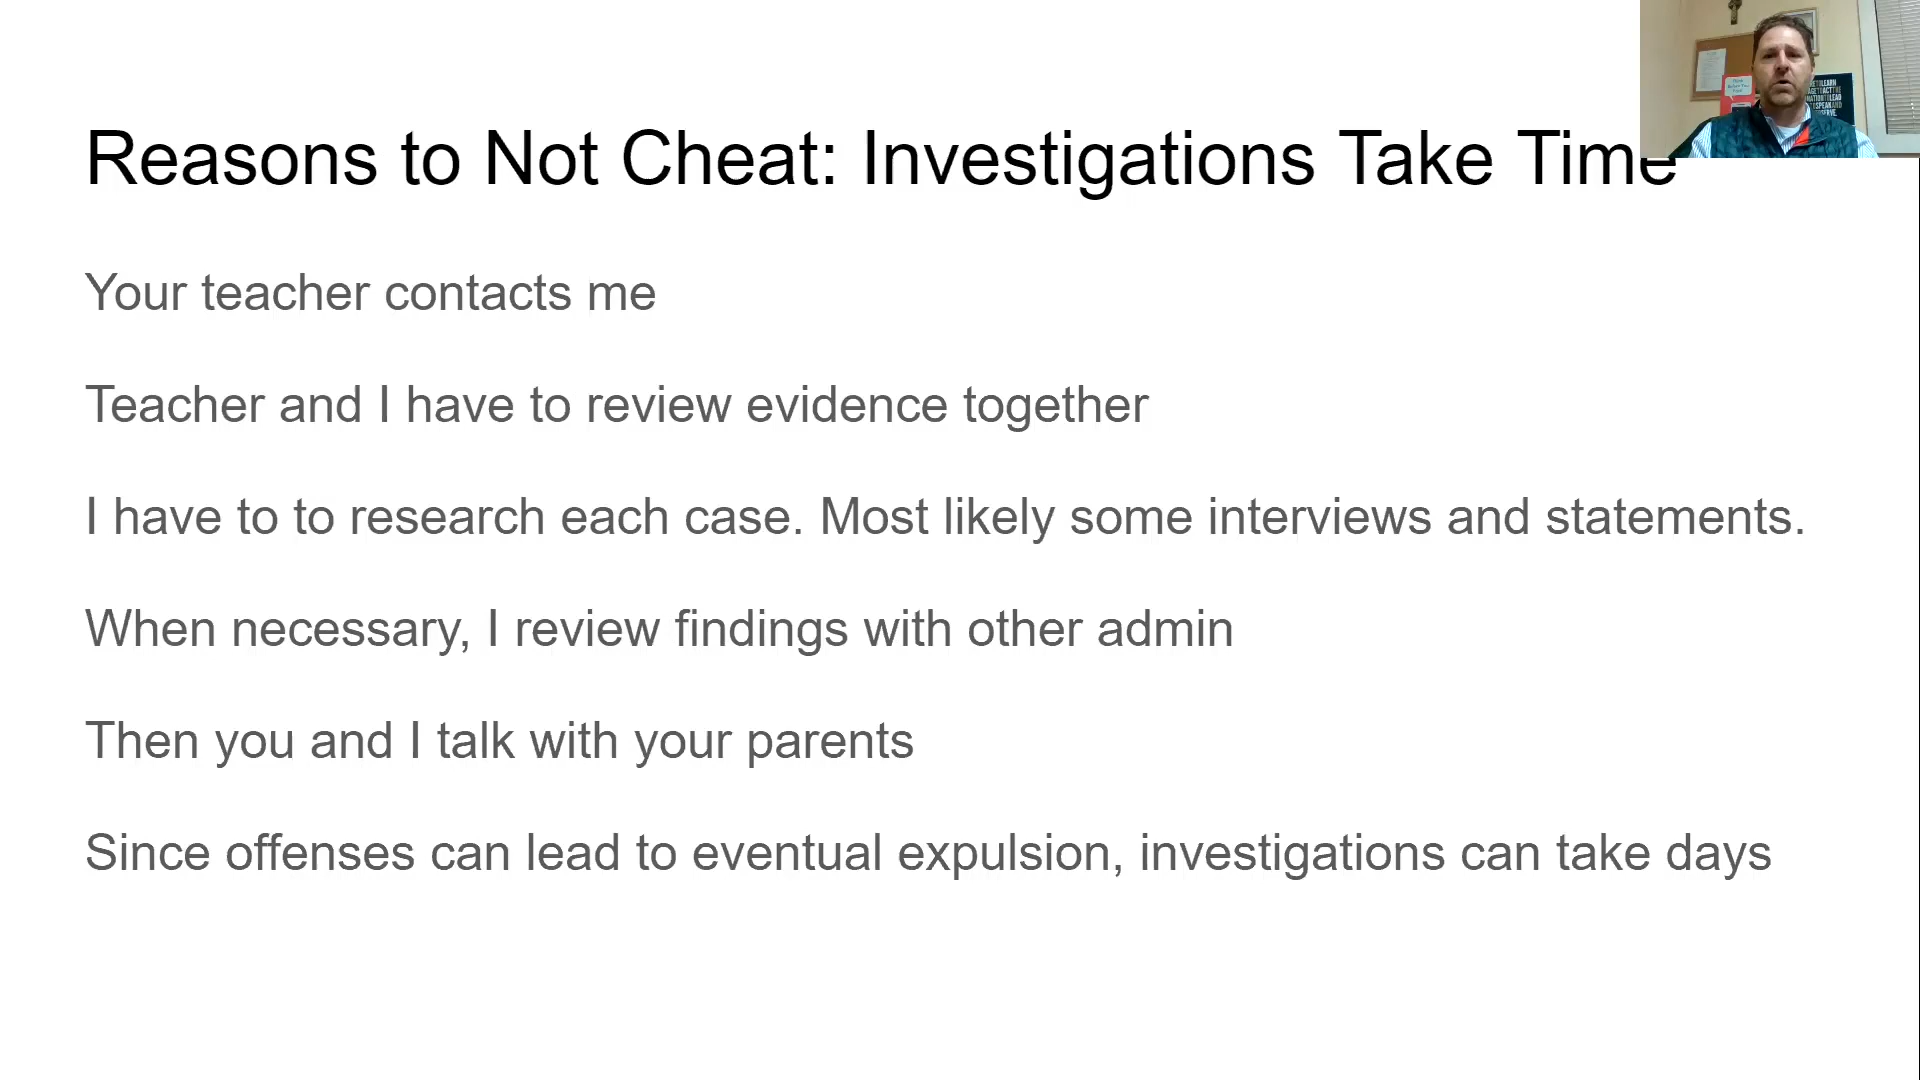 Reasons to Not Cheat: Investigations Take Time
Your teacher contacts me
Teacher and I have to review evidence together
I have to to research each case. Most likely some interviews and statements.
When necessary, I review findings with other admin
Then you and I talk with your parents
Since offenses can lead to eventual expulsion, investigations can take days